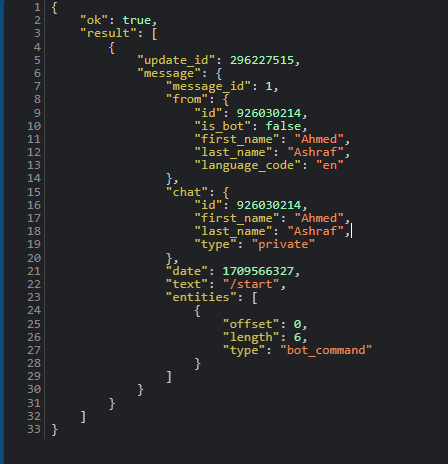 1 {
2     "ok": true,
3     "result": [
4         {
5             "update_id": 296227515,
6             "message": {
7                 "message_id": 1,
8                 "from": {
9                     "id": 926030214,
10                     "is_bot": false,
11                     "first_name": "Ahmed",
12                     "last_name": "Ashraf",
13                     "language_code": "en"
14                 },
15                 "chat": {
16                     "id": 926030214,
17                     "first_name": "Ahmed",
18                     "last_name": "Ashraf",
19                     "type": "private"
20                 },
21                 "date": 1709566327,
22                 "text": "/start",
23                 "entities": [
24                     {
25                         "offset": 0,
26                         "length": 6,
27                         "type": "bot_command"
28                     }
29                 ]
30             }
31         }
32     ]
33 }